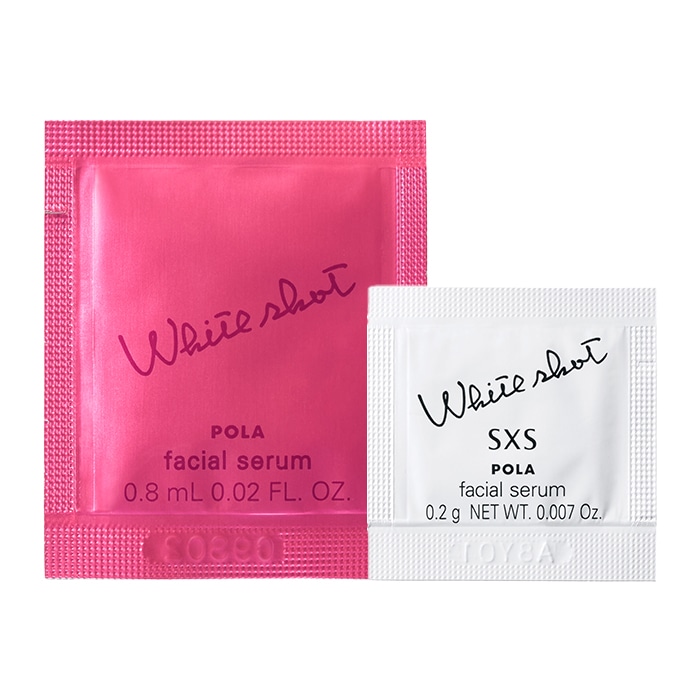 White shot
POLA
facial serum
0.8 mL 0.02 FL. OZ.
White shot
SXS
POLA
facial serum
0.2 g NET WT. 0.007 Oz.